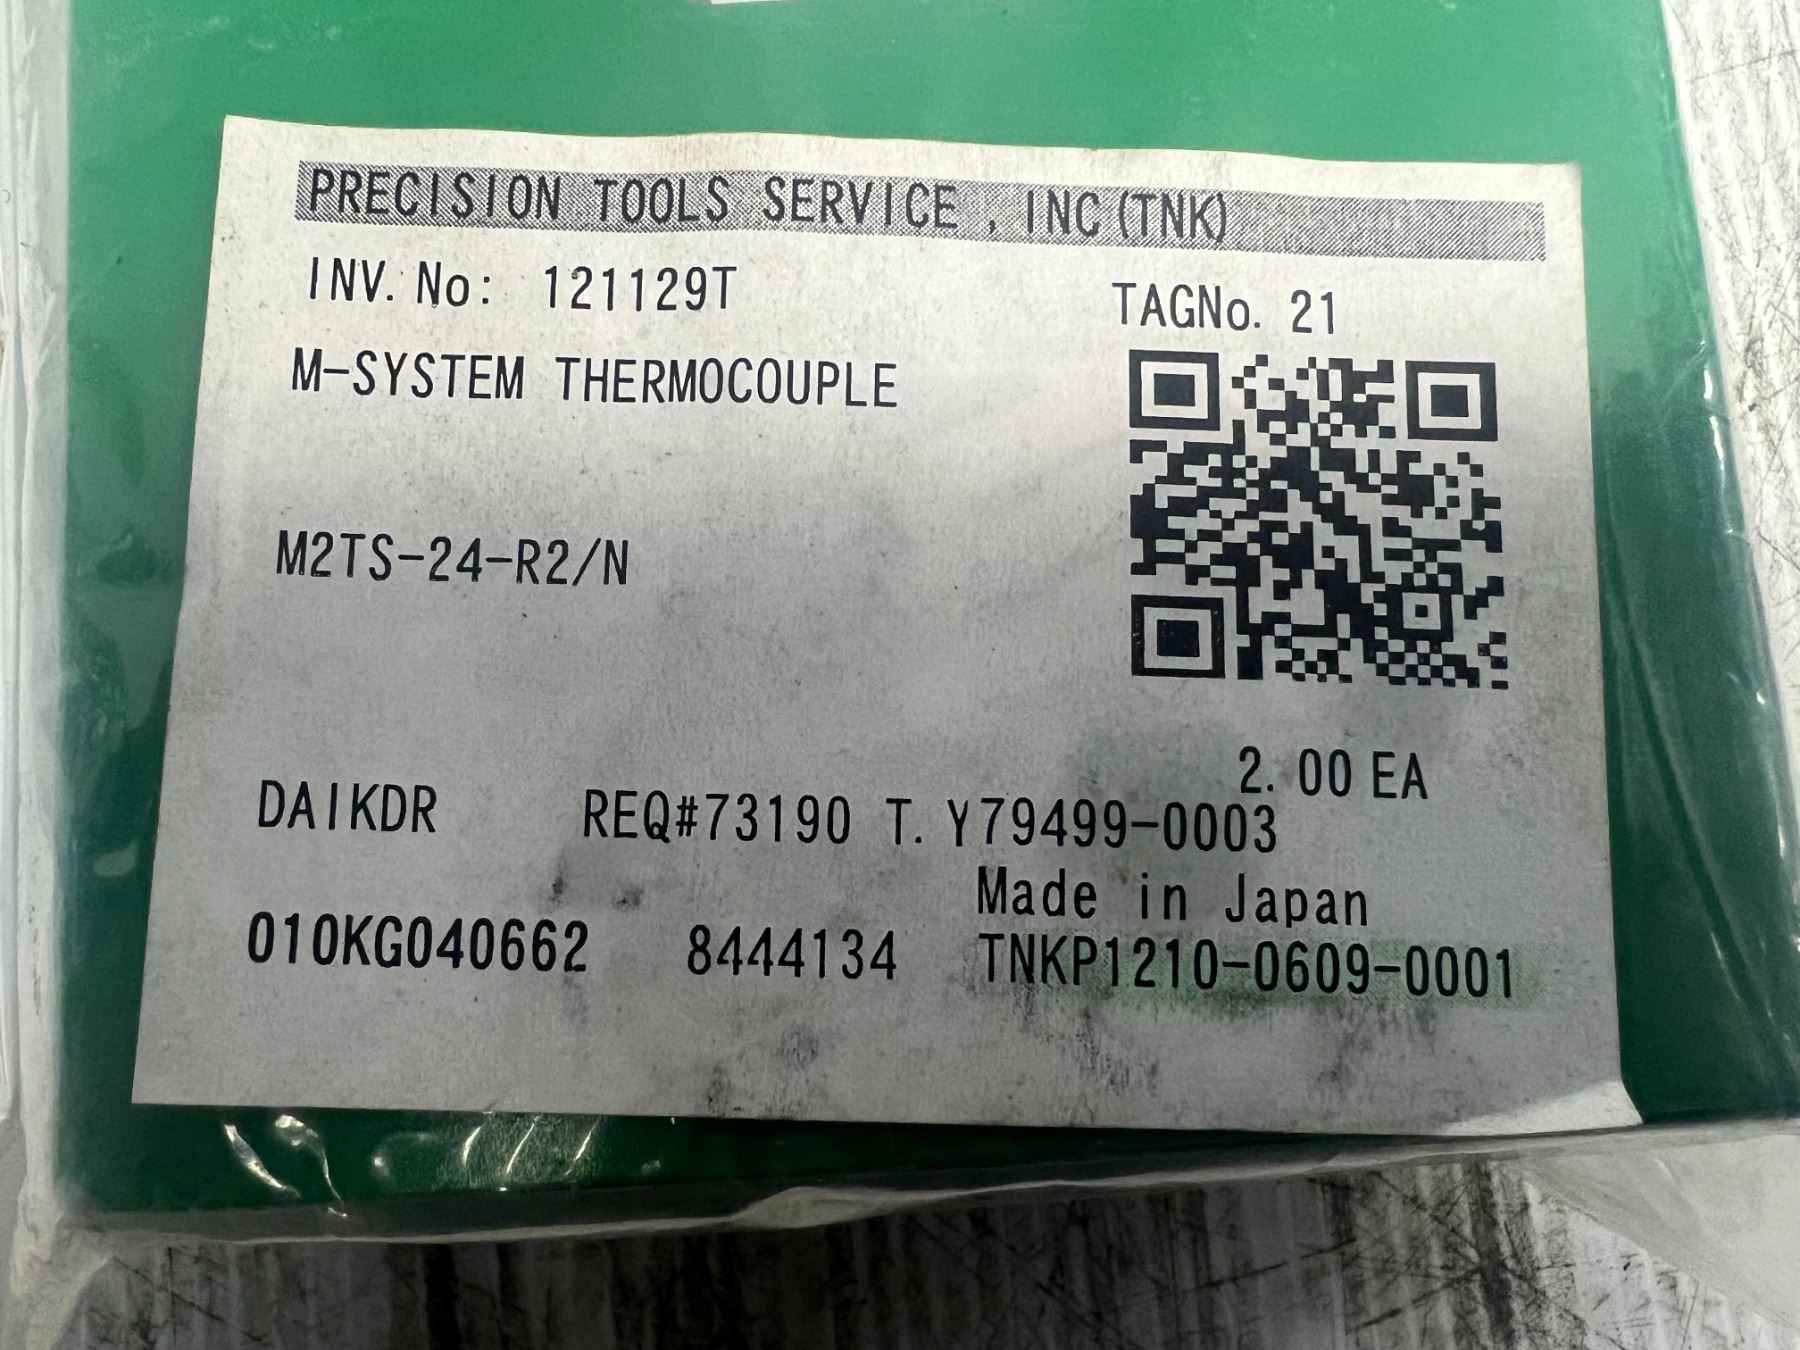 PRECISION TOOLS SERVICE , INC(TNK)
INV. No: 121129T
TAGNo. 21
M-SYSTEM THERMOCOUPLE
M2TS-24-R2/N
2. 00 EA
DAIKDR REQ#73190 T. Y79499-0003
Made in Japan
010KG040662 8444134 TNKP1210-0609-0001